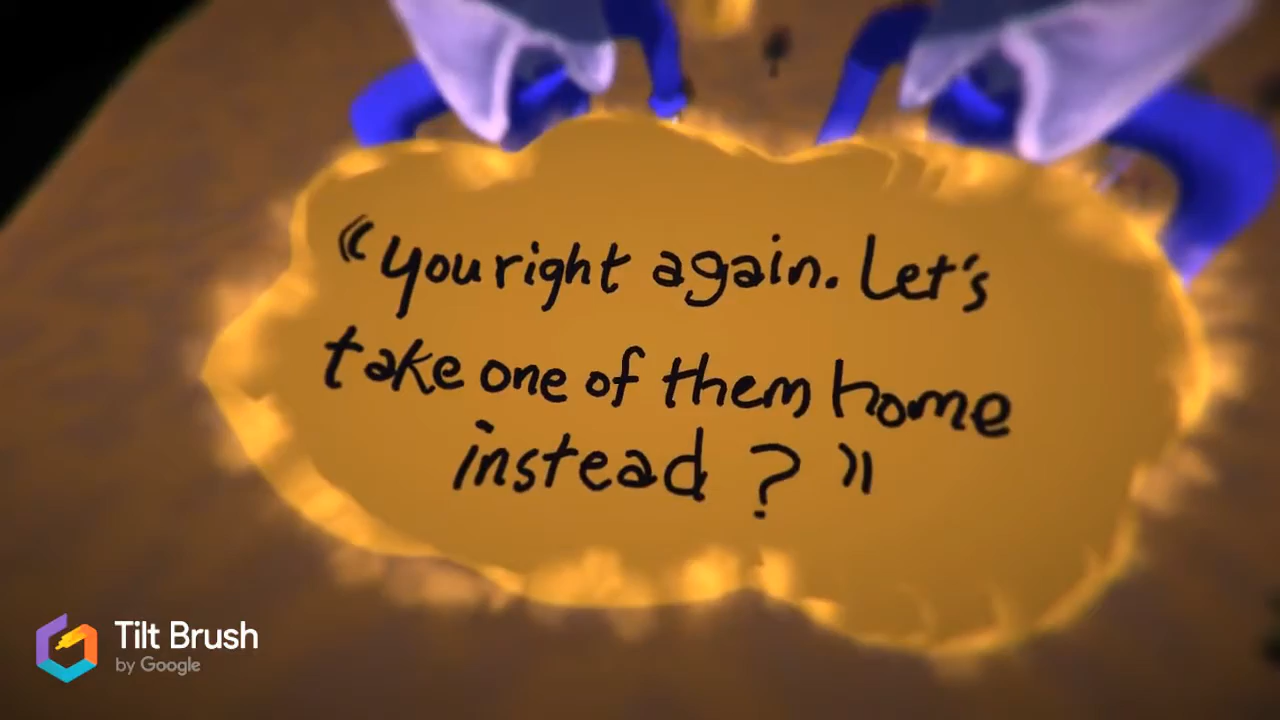 "you right again. Let's
take one of them home
instead ? "
Tilt Brush
by Google